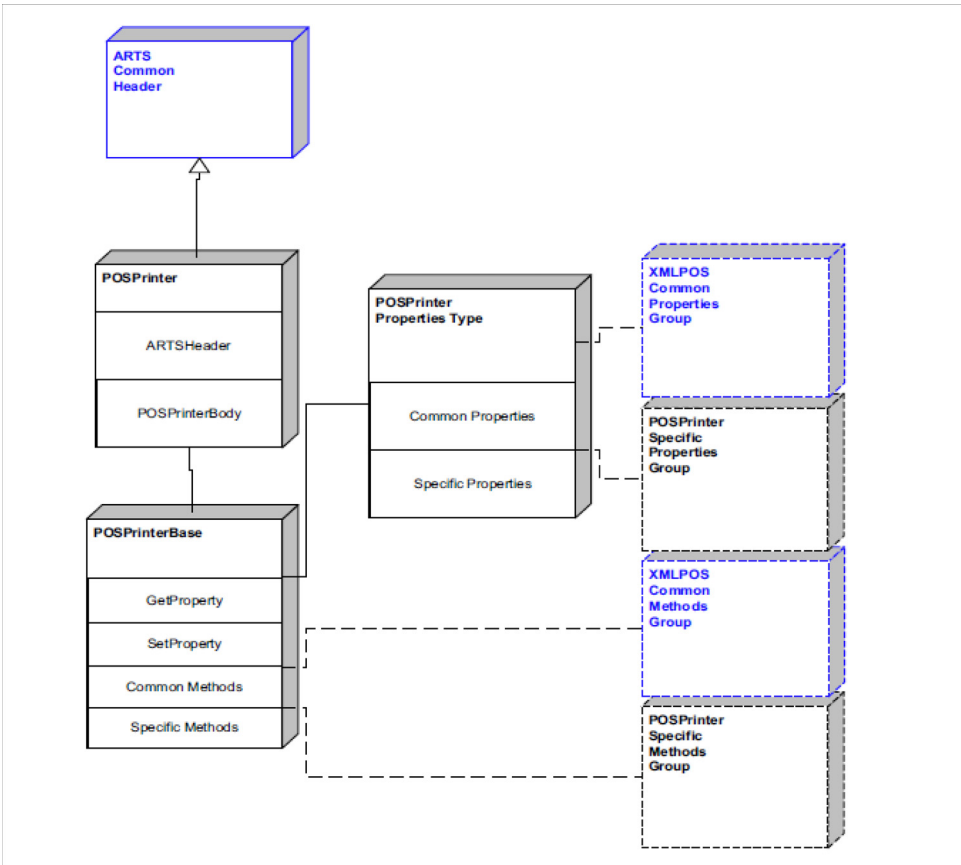 ARTS
Common
Header
POSPrinter
ARTSHeader
POSPrinterBody
POSPrinterBase
GetProperty
SetProperty
Common Methods
Specific Methods
POSPrinter
Properties Type
Common Properties
Specific Properties
XMLPOS
Common
Properties
Group
POSPrinter
Specific
Properties
Group
XMLPOS
Common
Methods
Group
POSPrinter
Specific
Methods
Group